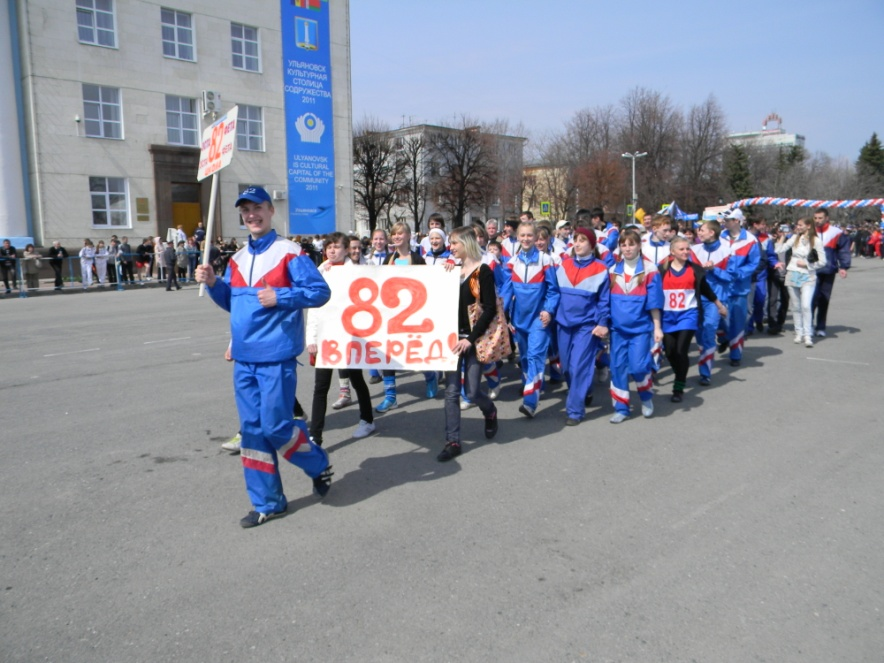 УЛЬЯНОВСК
КУЛЬТУРНАЯ
СТОЛИЦА
СОДРУЖЕСТВА
2011
ULYANOVSK
IS CULTURAL
CAPITAL OF THE
COMMUNITY
2011
82
82
ВПЕРЁД!
82